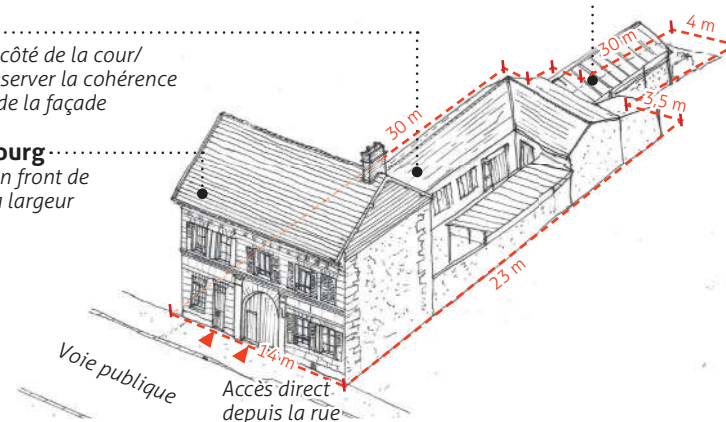 côté de la cour/
server la cohérence
de la façade
ourg
n front de
largeur
4 m
30 m
3,5 m
30 m
23 m
14 m
Voie publique
Accès direct
depuis la rue